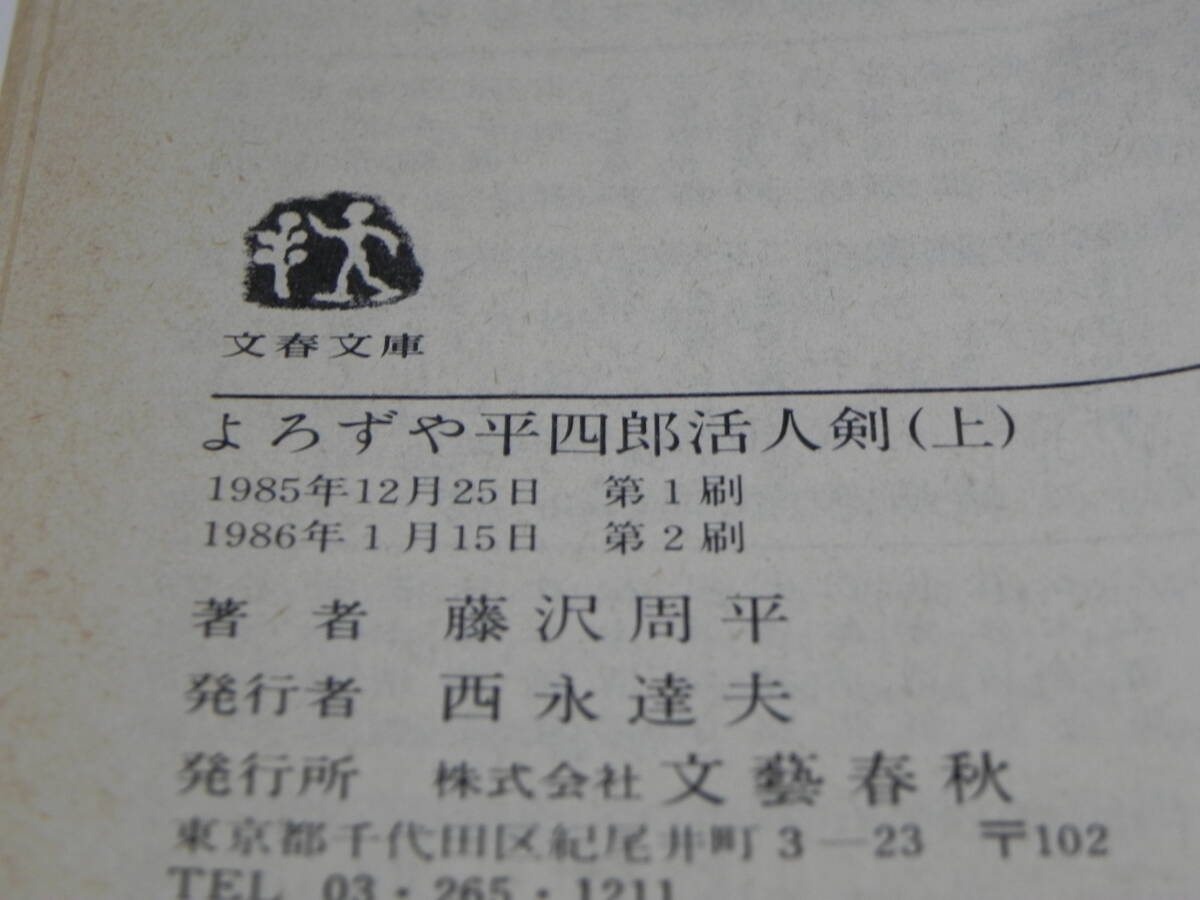 文春文庫
よろずや平四郎活人剣(上)
1985年12月25日 第1刷
1986年1月15日 第2刷
著者 藤沢周平
発行者 西永達夫
発行所 株式会社 文藝春秋
東京都千代田区紀尾井町3―23 〒102
TEL 03・265・1211